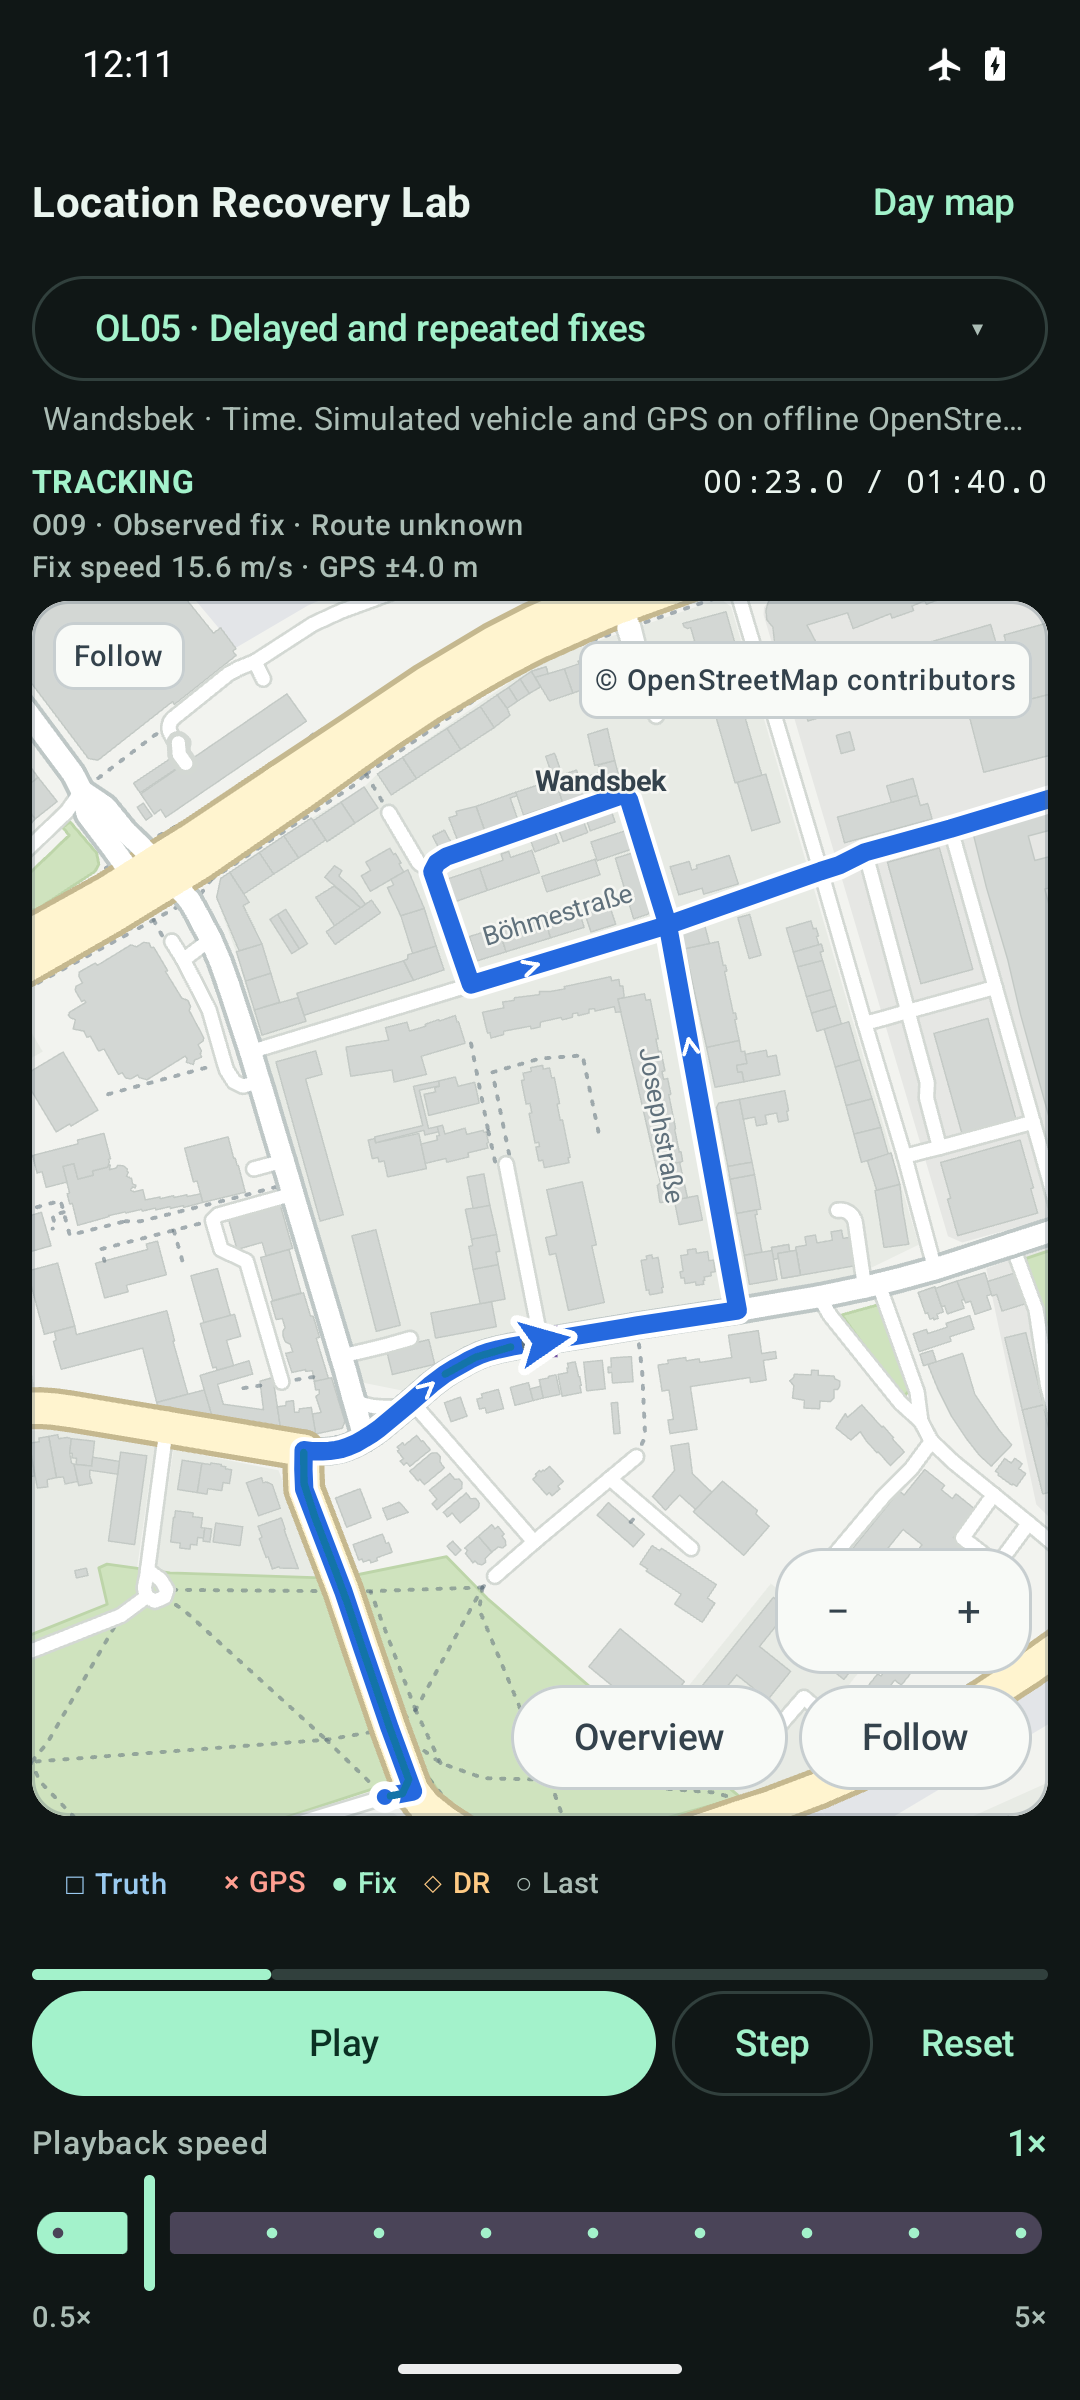 12:11
Location Recovery Lab
Day map
OL05 · Delayed and repeated fixes
Wandsbek · Time. Simulated vehicle and GPS on offline OpenStre…
TRACKING
00:23.0 / 01:40.0
O09 · Observed fix · Route unknown
Fix speed 15.6 m/s · GPS ±4.0 m
Follow
© OpenStreetMap contributors
Wandsbek
Böhmestraße
Josephstraße
− +
Overview
Follow
□ Truth × GPS ● Fix ◇ DR ○ Last
Play
Step
Reset
Playback speed
1×
0.5×
5×